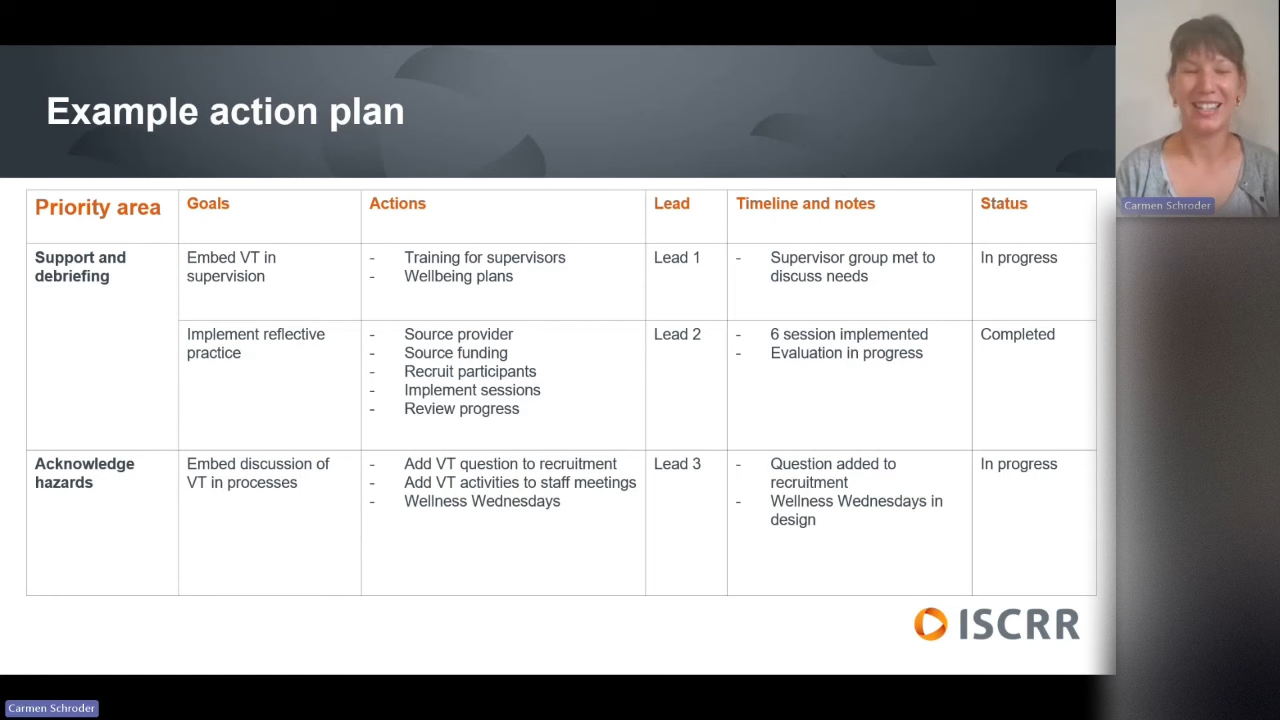 Example action plan
Carmen Schroder
Priority area Goals Actions Lead Timeline and notes Status
Support and debriefing
Embed VT in supervision
- Training for supervisors
- Wellbeing plans
Lead 1
- Supervisor group met to discuss needs
In progress
Implement reflective practice
- Source provider
- Source funding
- Recruit participants
- Implement sessions
- Review progress
Lead 2
- 6 session implemented
- Evaluation in progress
Completed
Acknowledge hazards
Embed discussion of VT in processes
- Add VT question to recruitment
- Add VT activities to staff meetings
- Wellness Wednesdays
Lead 3
- Question added to recruitment
- Wellness Wednesdays in design
In progress
ISCRR
Carmen Schroder